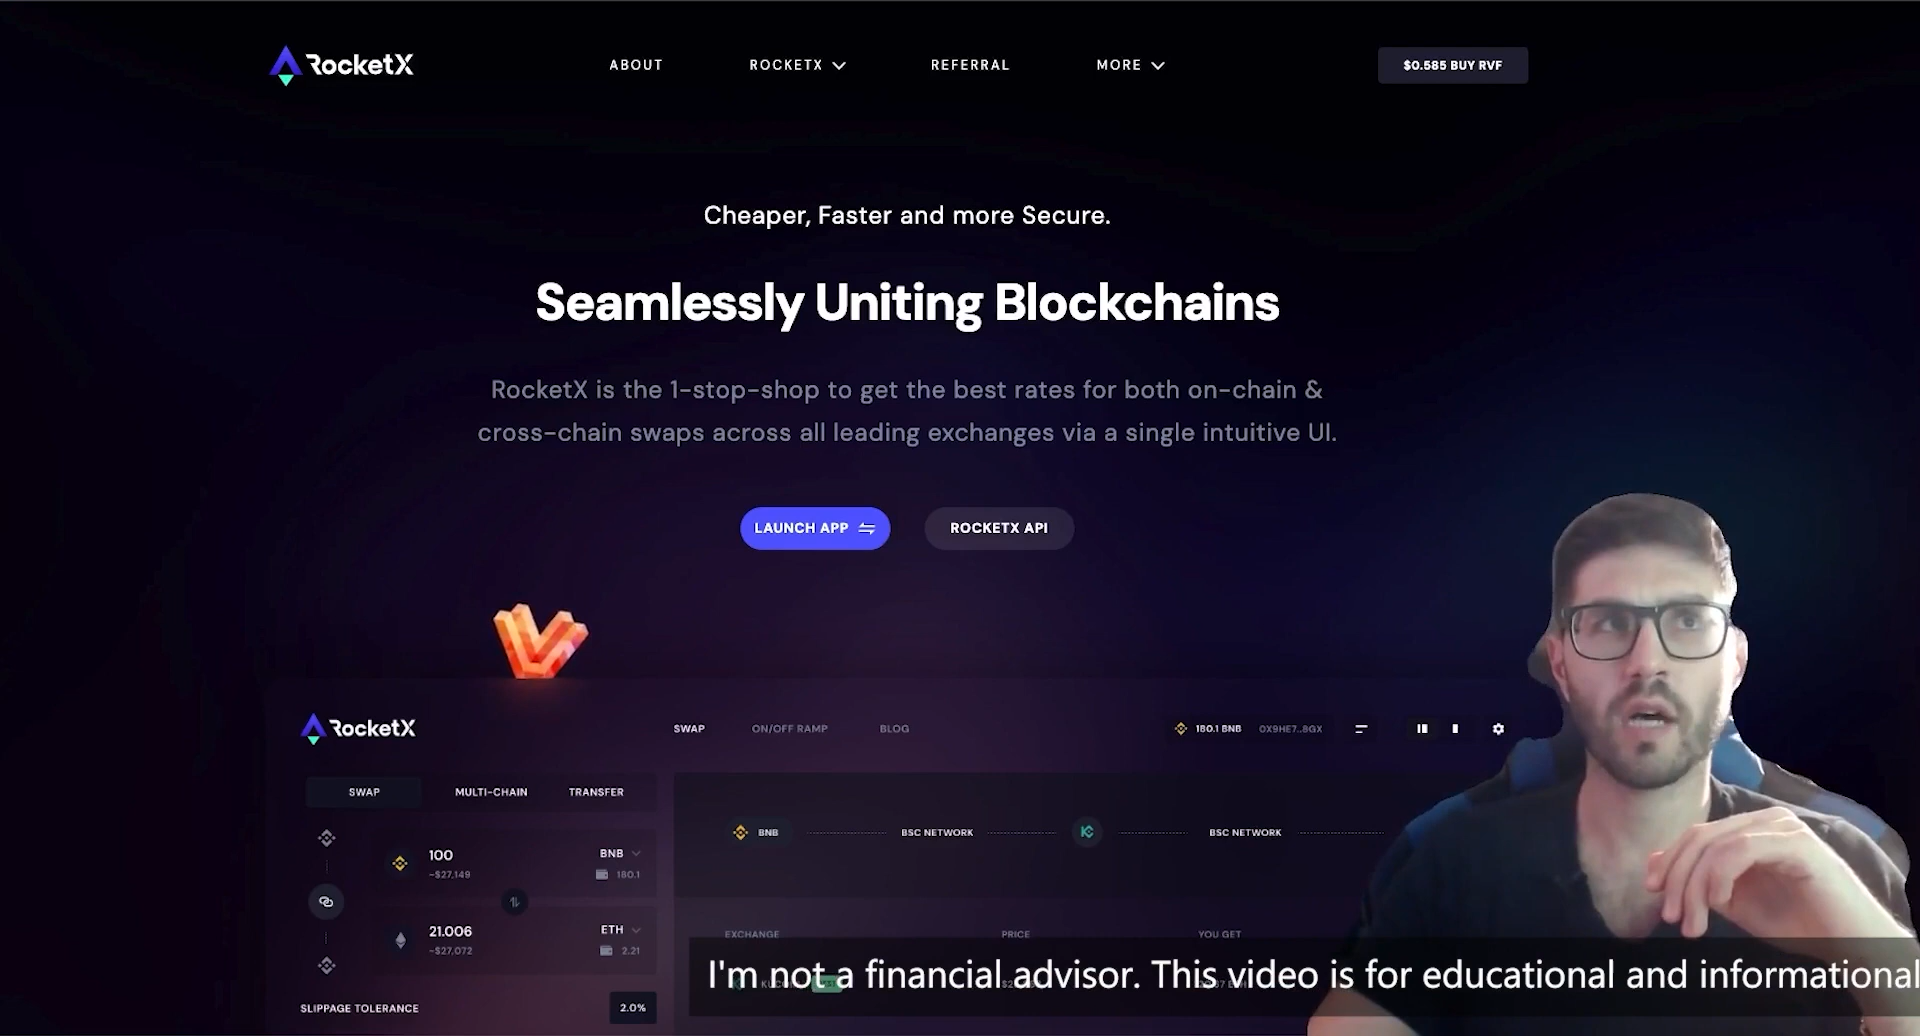 RocketX
ABOUT
ROCKETX
REFERRAL
MORE
$0.585 BUY RVF
Cheaper, Faster and more Secure.
Seamlessly Uniting Blockchains
RocketX is the 1-stop-shop to get the best rates for both on-chain &
cross-chain swaps across all leading exchanges via a single intuitive UI.
LAUNCH APP
ROCKETX API
RocketX
SWAP
ON/OFF RAMP
BLOG
180.1 BNB
0X9HE7..8GX
SWAP
MULTI-CHAIN
TRANSFER
BNB
BSC NETWORK
BSC NETWORK
100
BNB
~$27,149
180.1
21.006
ETH
~$27,072
2.21
EXCHANGE
PRICE
YOU GET
I'm not a financial advisor. This video is for educational and informational
SLIPPAGE TOLERANCE
2.0%